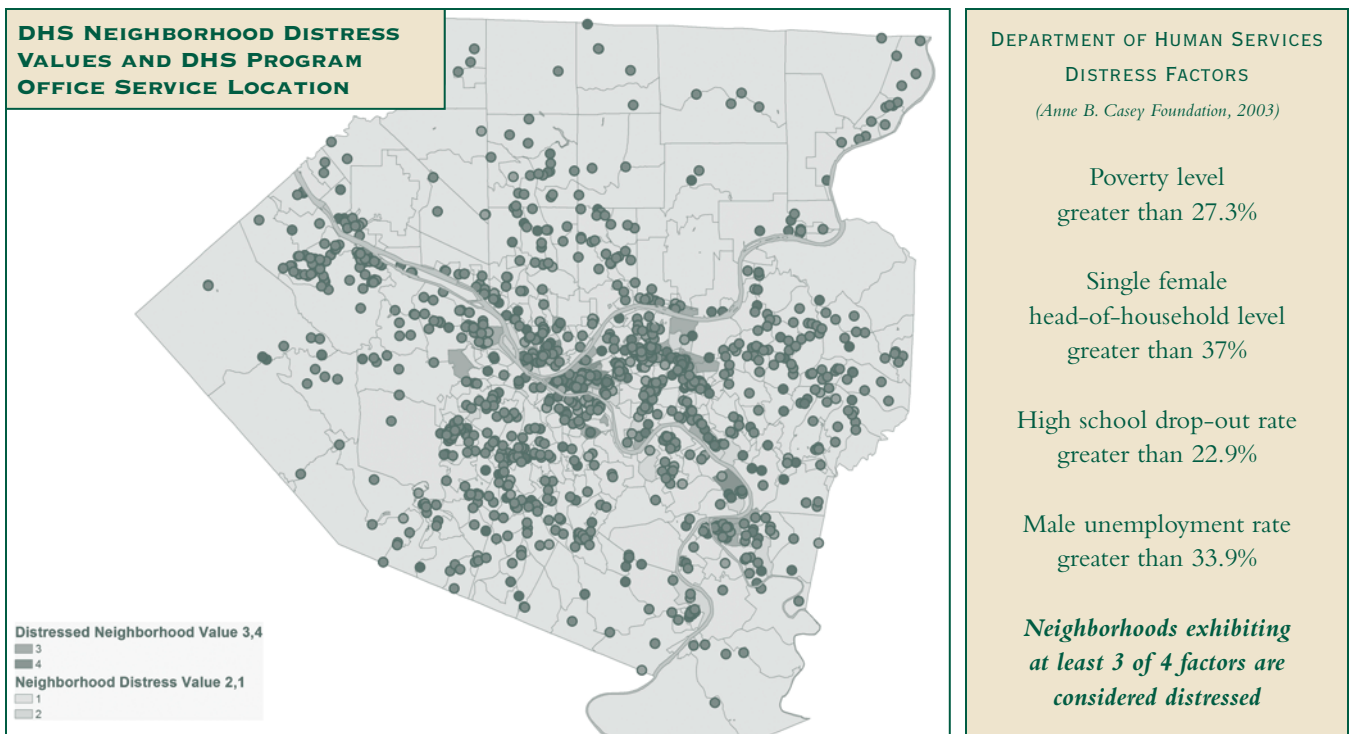 DHS NEIGHBORHOOD DISTRESS
VALUES AND DHS PROGRAM
OFFICE SERVICE LOCATION
Distressed Neighborhood Value 3,4
3
4
Neighborhood Distress Value 2,1
1
2
DEPARTMENT OF HUMAN SERVICES
DISTRESS FACTORS
(Anne B. Casey Foundation, 2003)
Poverty level
greater than 27.3%
Single female
head-of-household level
greater than 37%
High school drop-out rate
greater than 22.9%
Male unemployment rate
greater than 33.9%
Neighborhoods exhibiting
at least 3 of 4 factors are
considered distressed